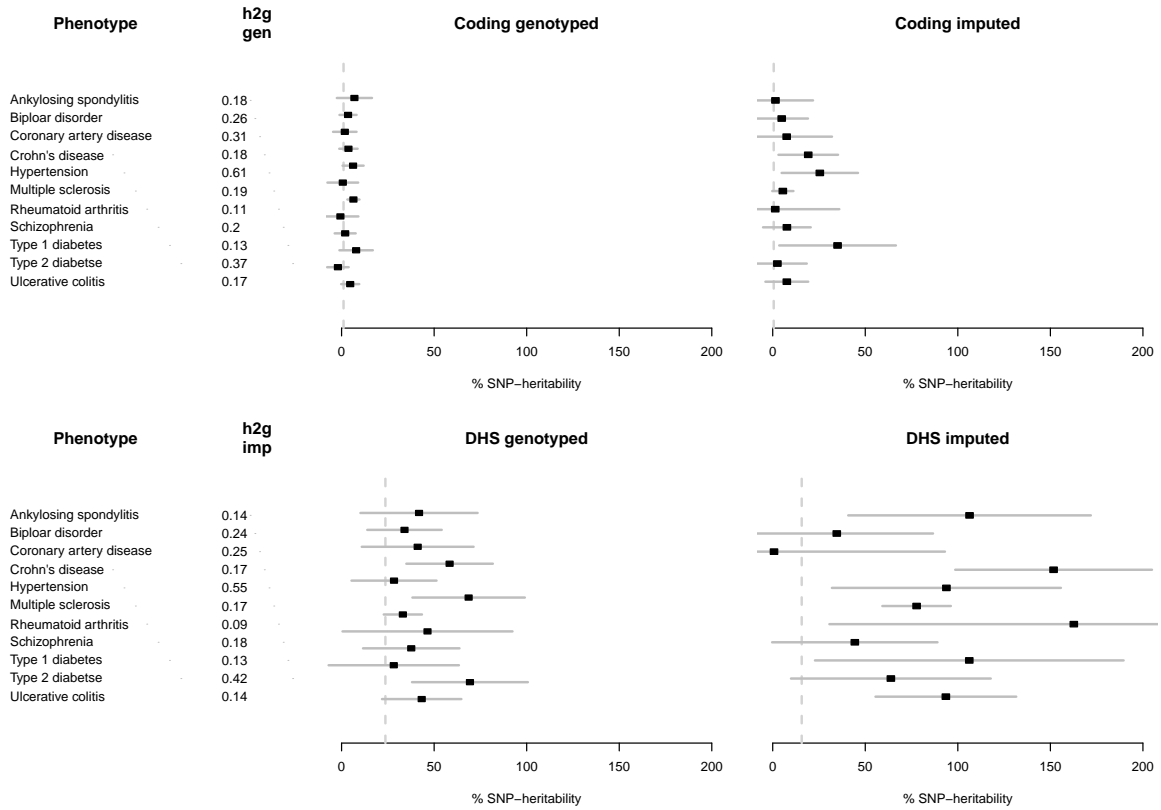 Phenotype
h2g
gen
Coding genotyped
Coding imputed
Ankylosing spondylitis 0.18
Biploar disorder 0.26
Coronary artery disease 0.31
Crohn's disease 0.18
Hypertension 0.61
Multiple sclerosis 0.19
Rheumatoid arthritis 0.11
Schizophrenia 0.2
Type 1 diabetes 0.13
Type 2 diabetse 0.37
Ulcerative colitis 0.17
0 50 100 150 200
% SNP−heritability
0 50 100 150 200
% SNP−heritability
Phenotype
h2g
imp
DHS genotyped
DHS imputed
Ankylosing spondylitis 0.14
Biploar disorder 0.24
Coronary artery disease 0.25
Crohn's disease 0.17
Hypertension 0.55
Multiple sclerosis 0.17
Rheumatoid arthritis 0.09
Schizophrenia 0.18
Type 1 diabetes 0.13
Type 2 diabetse 0.42
Ulcerative colitis 0.14
0 50 100 150 200
% SNP−heritability
0 50 100 150 200
% SNP−heritability